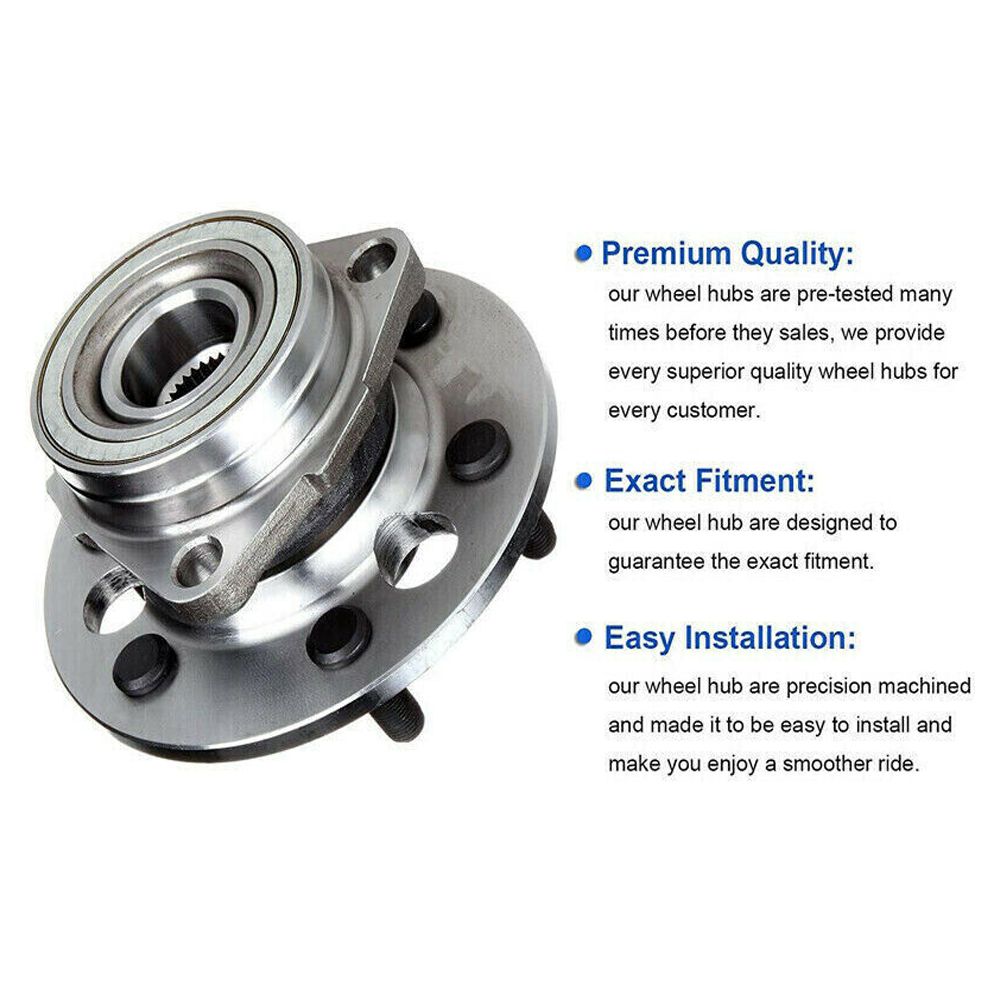 Premium Quality:
our wheel hubs are pre-tested many
times before they sales, we provide
every superior quality wheel hubs for
every customer.
Exact Fitment:
our wheel hub are designed to
guarantee the exact fitment.
Easy Installation:
our wheel hub are precision machined
and made it to be easy to install and
make you enjoy a smoother ride.